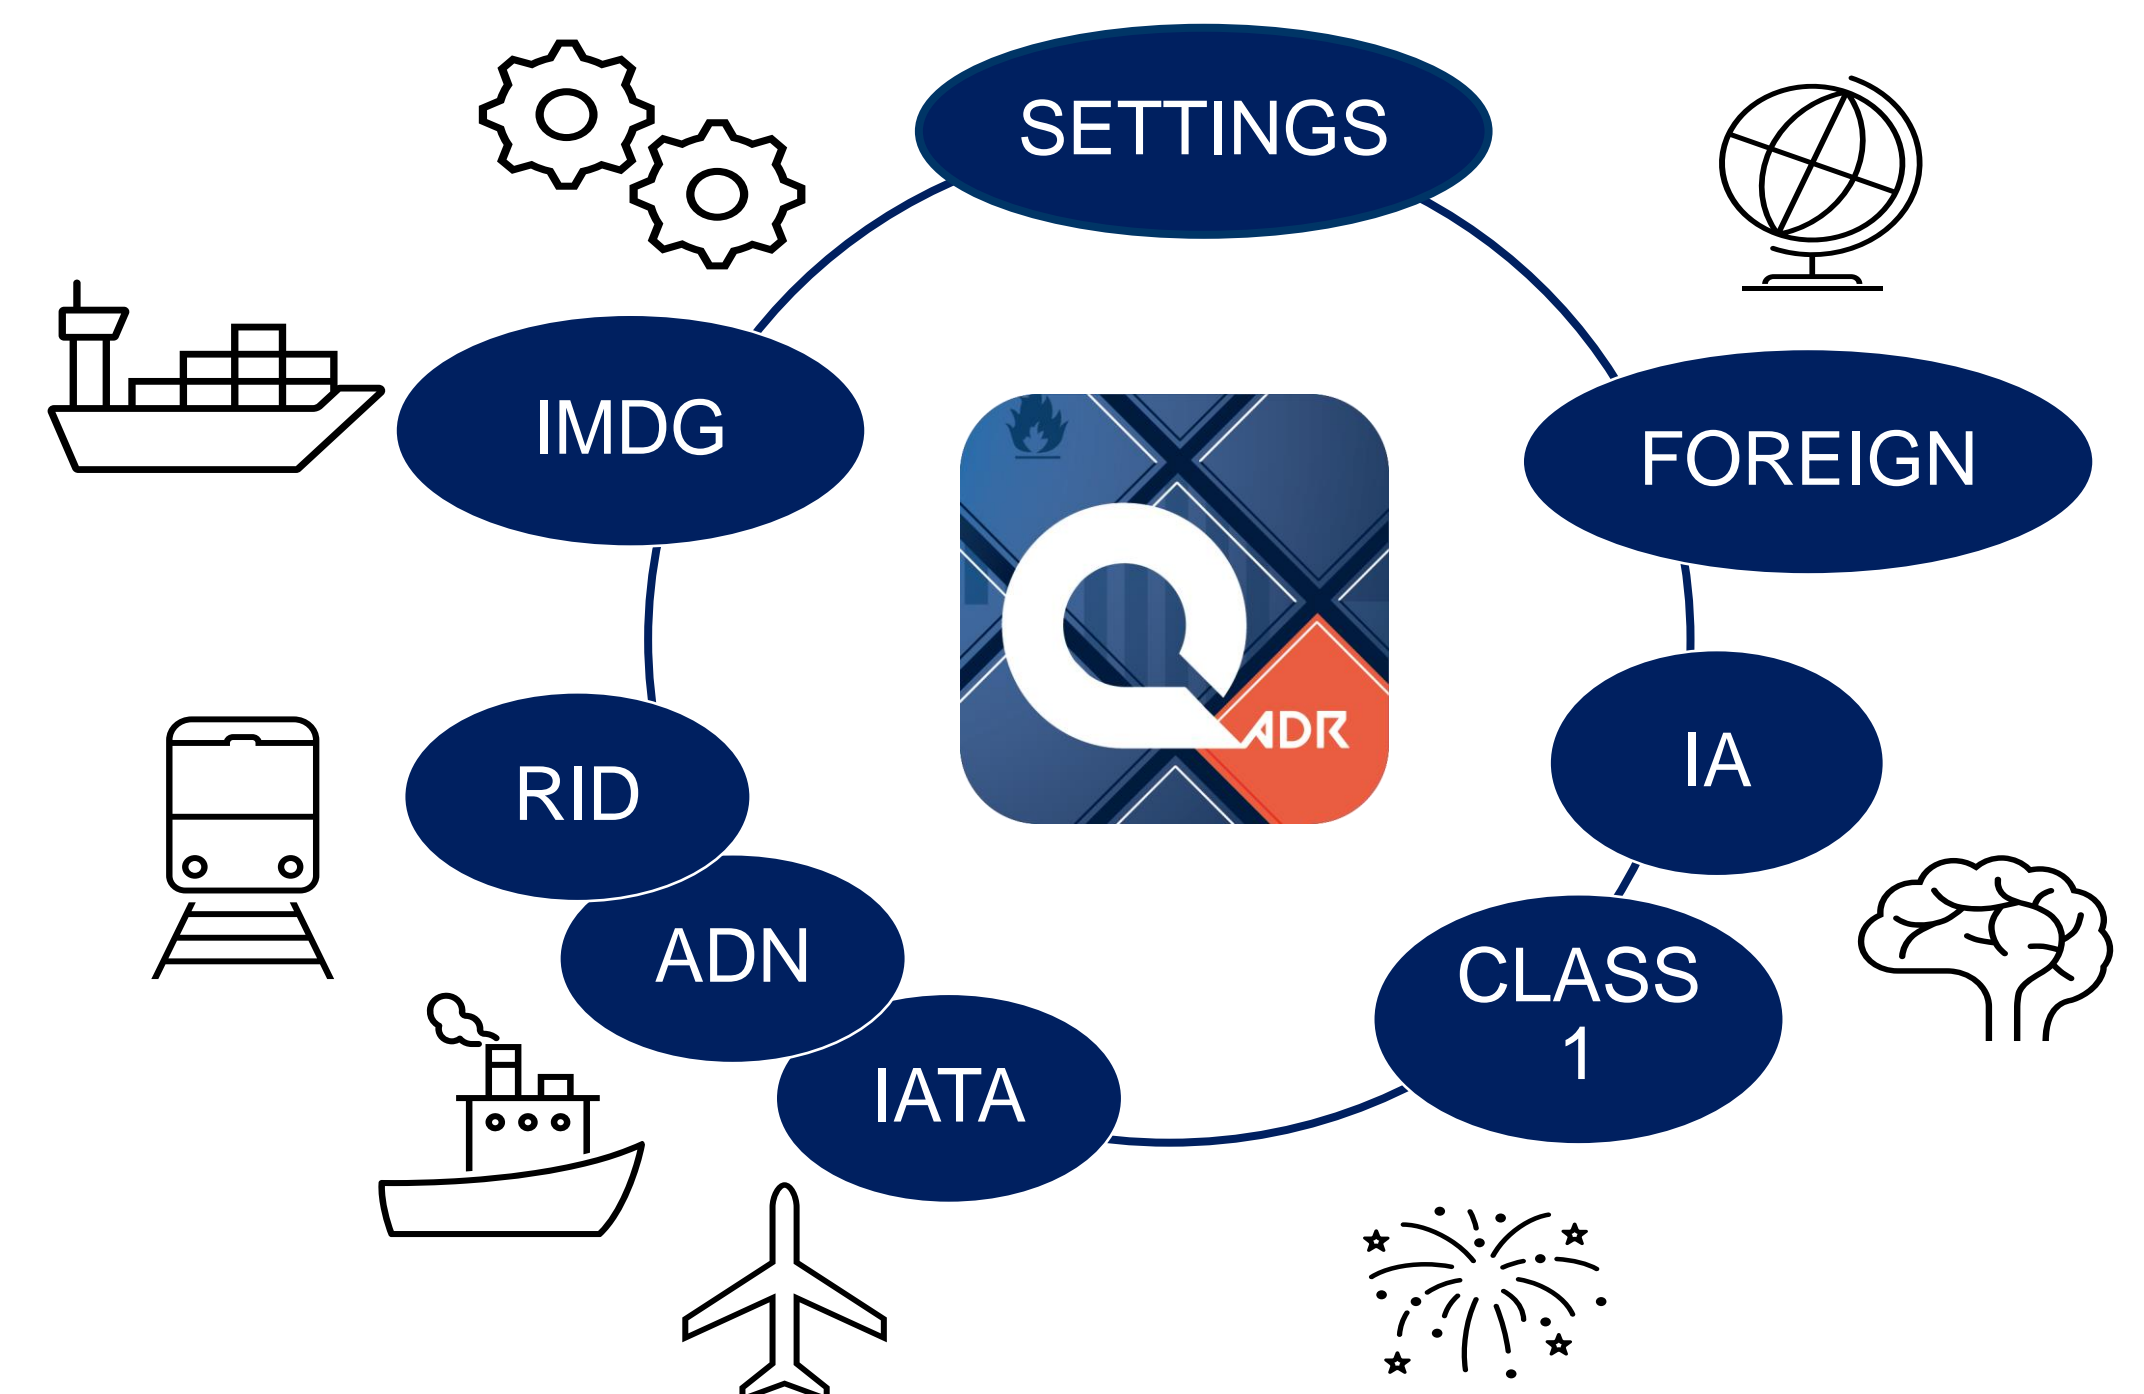 SETTINGS
IMDG
FOREIGN
ADR
IA
RID
ADN
CLASS
1
IATA